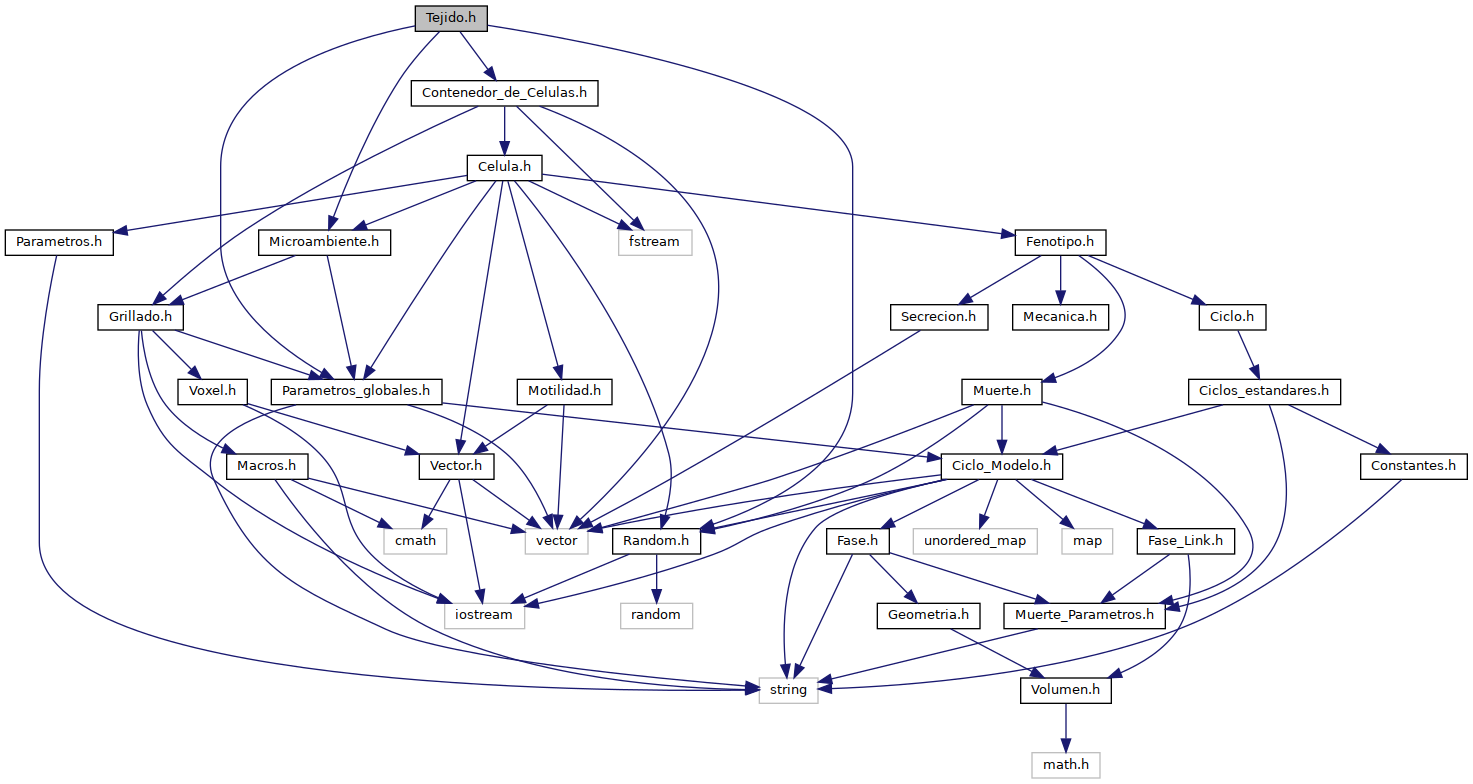 Tejido.h
Contenedor_de_Celulas.h
Celula.h
Parametros.h
Microambiente.h
fstream
Fenotipo.h
Grillado.h
Secrecion.h
Mecanica.h
Ciclo.h
Voxel.h
Parametros_globales.h
Motilidad.h
Muerte.h
Ciclos_estandares.h
Macros.h
Vector.h
Ciclo_Modelo.h
Constantes.h
cmath
vector
Random.h
Fase.h
unordered_map
map
Fase_Link.h
iostream
random
Geometria.h
Muerte_Parametros.h
string
Volumen.h
math.h